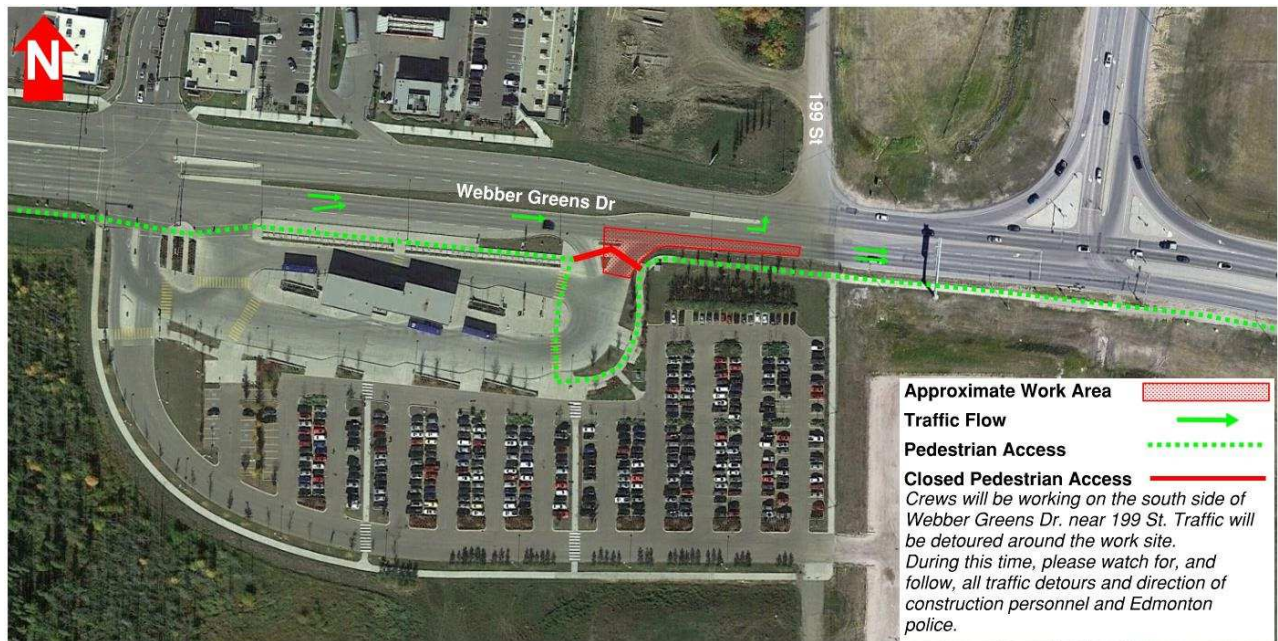 N
199 St
Webber Greens Dr
Approximate Work Area
Traffic Flow
Pedestrian Access
Closed Pedestrian Access
Crews will be working on the south side of
Webber Greens Dr. near 199 St. Traffic will
be detoured around the work site.
During this time, please watch for, and
follow, all traffic detours and direction of
construction personnel and Edmonton
police.